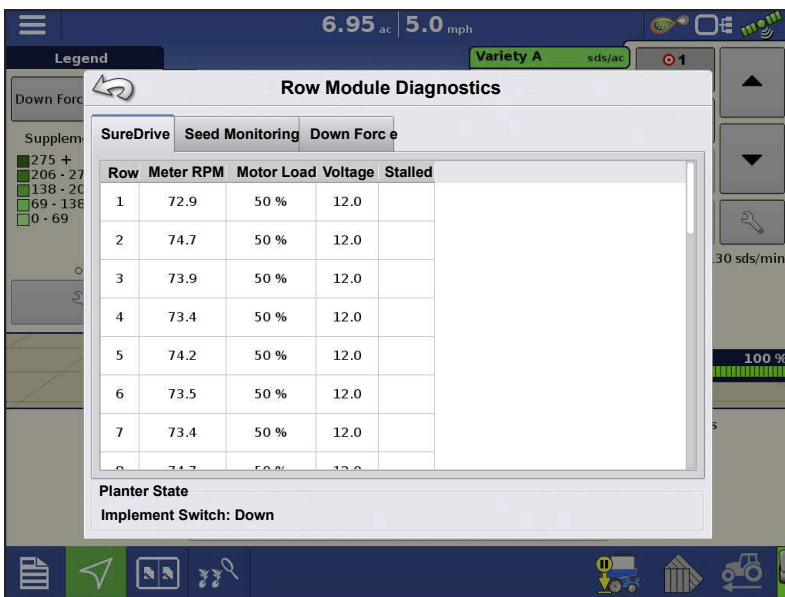 6.95 ac 5.0 mph
Legend
Variety A sds/ac
1
Down Forc
Row Module Diagnostics
SureDrive Seed Monitoring Down Forc e
Supplem
275 +
206 - 27
138 - 20
69 - 138
0 - 69
Row Meter RPM Motor Load Voltage Stalled
1 72.9 50 % 12.0
2 74.7 50 % 12.0
3 73.9 50 % 12.0
30 sds/min
4 73.4 50 % 12.0
5 74.2 50 % 12.0
100 %
6 73.5 50 % 12.0
7 73.4 50 % 12.0
s
Planter State
Implement Switch: Down